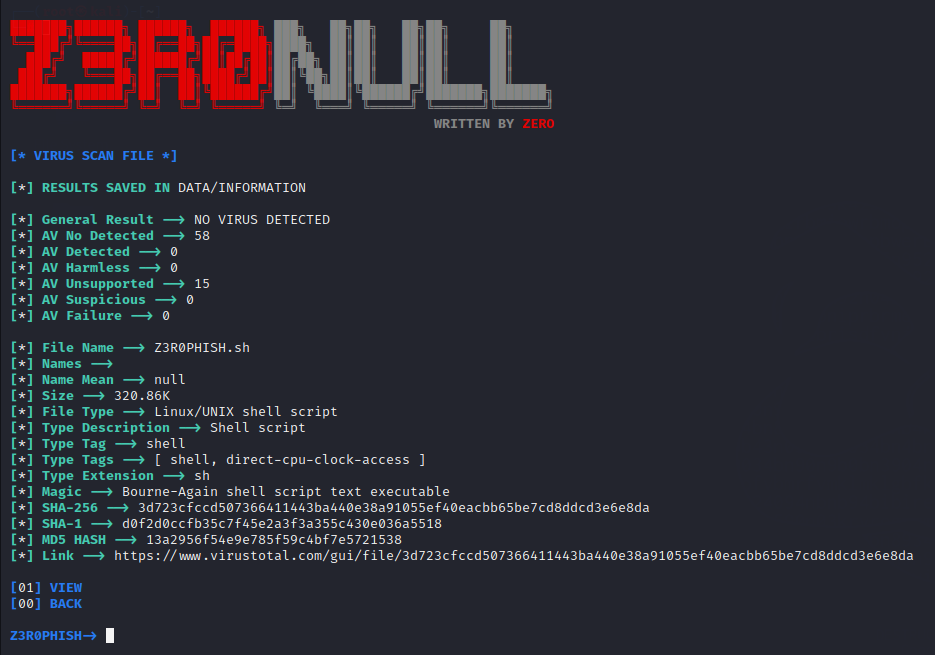 Z3R0NULL
WRITTEN BY ZERO
[* VIRUS SCAN FILE *]
[*] RESULTS SAVED IN DATA/INFORMATION
[*] General Result —> NO VIRUS DETECTED
[*] AV No Detected —> 58
[*] AV Detected —> 0
[*] AV Harmless —> 0
[*] AV Unsupported —> 15
[*] AV Suspicious —> 0
[*] AV Failure —> 0
[*] File Name —> Z3R0PHISH.sh
[*] Names —>
[*] Name Mean —> null
[*] Size —> 320.86K
[*] File Type —> Linux/UNIX shell script
[*] Type Description —> Shell script
[*] Type Tag —> shell
[*] Type Tags —> [ shell, direct-cpu-clock-access ]
[*] Type Extension —> sh
[*] Magic —> Bourne-Again shell script text executable
[*] SHA-256 —> 3d723cfccd507366411443ba440e38a91055ef40eacbb65be7cd8ddcd3e6e8da
[*] SHA-1 —> d0f2d0ccfb35c7f45e2a3f3a355c430e036a5518
[*] MD5 HASH —> 13a2956f54e9e785f59c4bf7e5721538
[*] Link —> https://www.virustotal.com/gui/file/3d723cfccd507366411443ba440e38a91055ef40eacbb65be7cd8ddcd3e6e8da
[01] VIEW
[00] BACK
Z3R0PHISH—>